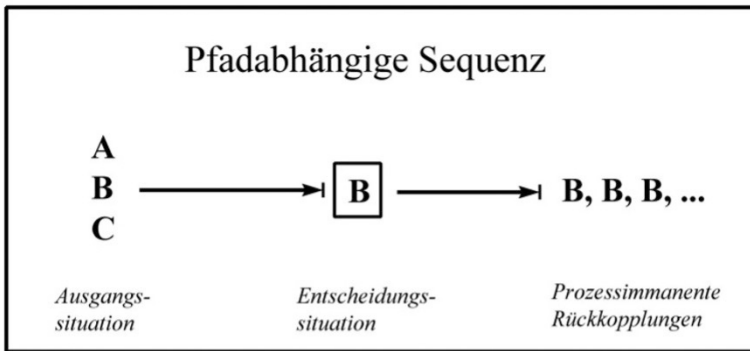 Pfadabhängige Sequenz
A
B
C
B
B, B, B, ...
Ausgangs-
situation
Entscheidungs-
situation
Prozessimmanente
Rückkopplungen